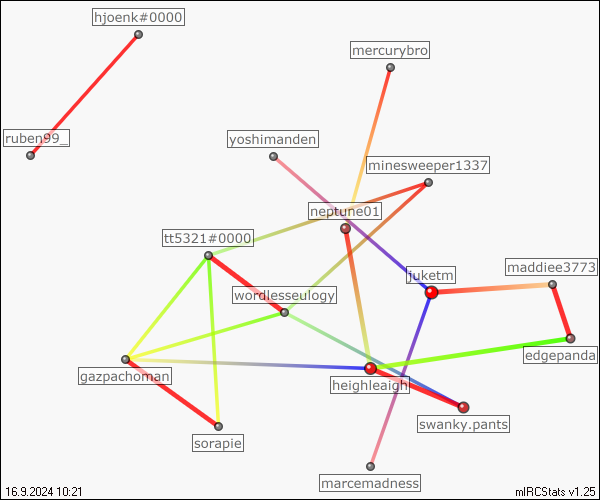 hjoenk#0000
mercurybro
ruben99_
yoshimanden
minesweeper1337
neptune01
tt5321#0000
juketm
maddiee3773
wordlesseulogy
edgepanda
gazpachoman
heighleaigh
swanky.pants
sorapie
marcemadness
16.9.2024 10:21
mIRCStats v1.25